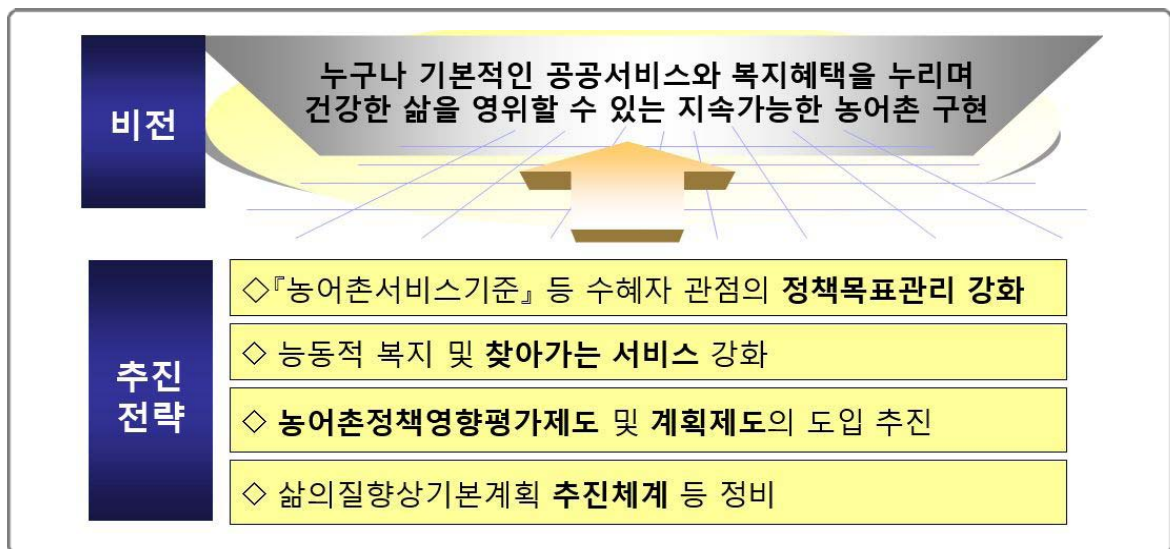 비전
누구나 기본적인 공공서비스와 복지혜택을 누리며
건강한 삶을 영위할 수 있는 지속가능한 농어촌 구현
추진
전략
◇『농어촌서비스기준』 등 수혜자 관점의 정책목표관리 강화
◇ 능동적 복지 및 찾아가는 서비스 강화
◇ 농어촌정책영향평가제도 및 계획제도의 도입 추진
◇ 삶의질향상기본계획 추진체계 등 정비